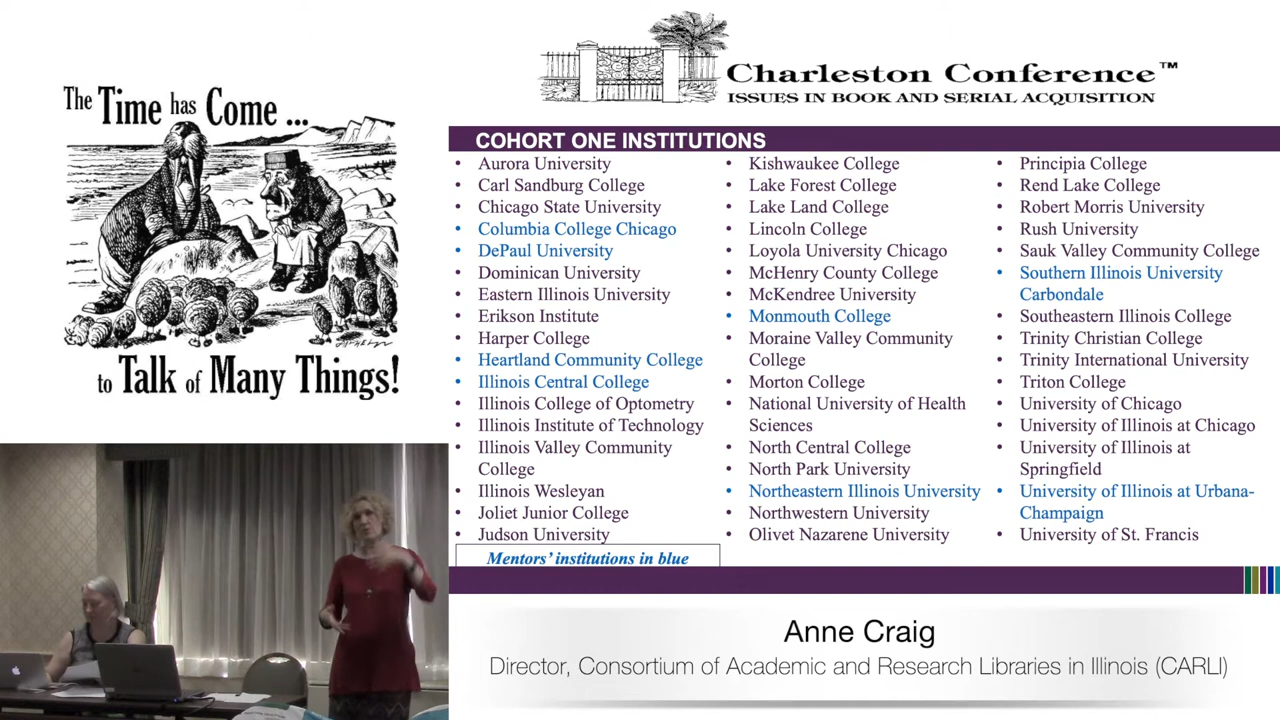 The Time has Come ...
to Talk of Many Things!
Charleston Conference™
ISSUES IN BOOK AND SERIAL ACQUISITION
COHORT ONE INSTITUTIONS
• Aurora University
• Carl Sandburg College
• Chicago State University
• Columbia College Chicago
• DePaul University
• Dominican University
• Eastern Illinois University
• Erikson Institute
• Harper College
• Heartland Community College
• Illinois Central College
• Illinois College of Optometry
• Illinois Institute of Technology
• Illinois Valley Community
College
• Illinois Wesleyan
• Joliet Junior College
• Judson University
Mentors' institutions in blue
• Kishwaukee College
• Lake Forest College
• Lake Land College
• Lincoln College
• Loyola University Chicago
• McHenry County College
• McKendree University
• Monmouth College
• Moraine Valley Community
College
• Morton College
• National University of Health
Sciences
• North Central College
• North Park University
• Northeastern Illinois University
• Northwestern University
• Olivet Nazarene University
• Principia College
• Rend Lake College
• Robert Morris University
• Rush University
• Sauk Valley Community College
• Southern Illinois University
Carbondale
• Southeastern Illinois College
• Trinity Christian College
• Trinity International University
• Triton College
• University of Chicago
• University of Illinois at Chicago
• University of Illinois at
Springfield
• University of Illinois at Urbana-
Champaign
• University of St. Francis
Anne Craig
Director, Consortium of Academic and Research Libraries in Illinois (CARLI)